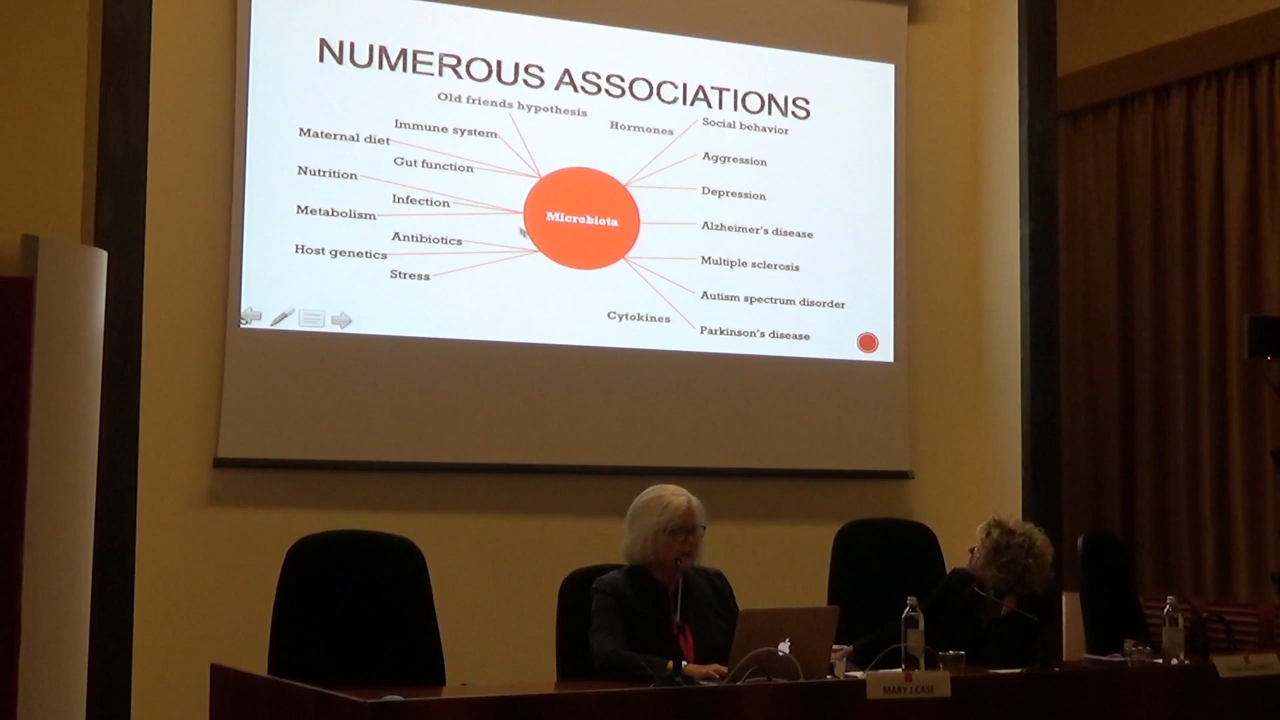 NUMEROUS ASSOCIATIONS
Old friends hypothesis
Immune system
Maternal diet
Gut function
Nutrition
Infection
Metabolism
Antibiotics
Host genetics
Stress
Microbiota
Hormones
Social behavior
Aggression
Depression
Alzheimer's disease
Multiple sclerosis
Autism spectrum disorder
Cytokines
Parkinson's disease
MARY J.CASE